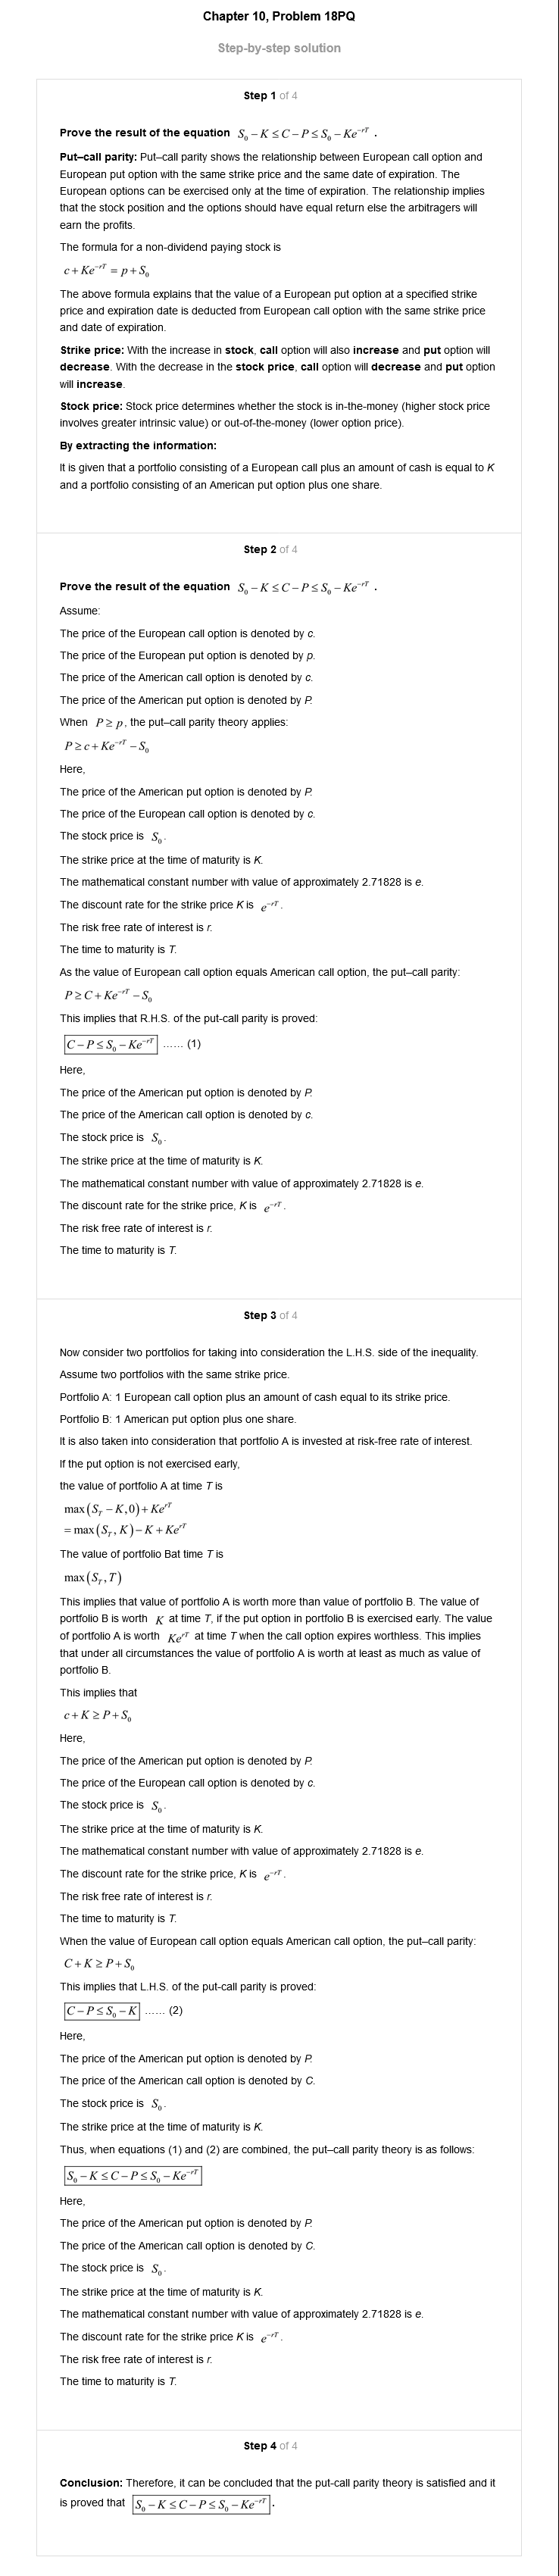 Chapter 10, Problem 18PQ
Step-by-step solution
Step 1 of 4
Prove the result of the equation S₀ – K ≤ C – P ≤ S₀ – Ke⁻ʳᵀ .
Put–call parity: Put–call parity shows the relationship between European call option and
European put option with the same strike price and the same date of expiration. The
European options can be exercised only at the time of expiration. The relationship implies
that the stock position and the options should have equal return else the arbitragers will
earn the profits.
The formula for a non-dividend paying stock is
c + Ke⁻ʳᵀ = p + S₀
The above formula explains that the value of a European put option at a specified strike
price and expiration date is deducted from European call option with the same strike price
and date of expiration.
Strike price: With the increase in stock, call option will also increase and put option will
decrease. With the decrease in the stock price, call option will decrease and put option
will increase.
Stock price: Stock price determines whether the stock is in-the-money (higher stock price
involves greater intrinsic value) or out-of-the-money (lower option price).
By extracting the information:
It is given that a portfolio consisting of a European call plus an amount of cash is equal to K
and a portfolio consisting of an American put option plus one share.
Step 2 of 4
Prove the result of the equation S₀ – K ≤ C – P ≤ S₀ – Ke⁻ʳᵀ .
Assume:
The price of the European call option is denoted by c.
The price of the European put option is denoted by p.
The price of the American call option is denoted by c.
The price of the American put option is denoted by P.
When P ≥ p, the put–call parity theory applies:
P ≥ c + Ke⁻ʳᵀ – S₀
Here,
The price of the American put option is denoted by P.
The price of the European call option is denoted by c.
The stock price is S₀.
The strike price at the time of maturity is K.
The mathematical constant number with value of approximately 2.71828 is e.
The discount rate for the strike price K is e⁻ʳᵀ.
The risk free rate of interest is r.
The time to maturity is T.
As the value of European call option equals American call option, the put–call parity:
P ≥ C + Ke⁻ʳᵀ – S₀
This implies that R.H.S. of the put-call parity is proved:
C – P ≤ S₀ – Ke⁻ʳᵀ ...... (1)
Here,
The price of the American put option is denoted by P.
The price of the American call option is denoted by c.
The stock price is S₀.
The strike price at the time of maturity is K.
The mathematical constant number with value of approximately 2.71828 is e.
The discount rate for the strike price, K is e⁻ʳᵀ.
The risk free rate of interest is r.
The time to maturity is T.
Step 3 of 4
Now consider two portfolios for taking into consideration the L.H.S. side of the inequality.
Assume two portfolios with the same strike price.
Portfolio A: 1 European call option plus an amount of cash equal to its strike price.
Portfolio B: 1 American put option plus one share.
It is also taken into consideration that portfolio A is invested at risk-free rate of interest.
If the put option is not exercised early,
the value of portfolio A at time T is
max(S_T – K, 0) + Keʳᵀ
= max(S_T, K) – K + Keʳᵀ
The value of portfolio Bat time T is
max(S_T, T)
This implies that value of portfolio A is worth more than value of portfolio B. The value of
portfolio B is worth K at time T, if the put option in portfolio B is exercised early. The value
of portfolio A is worth Keʳᵀ at time T when the call option expires worthless. This implies
that under all circumstances the value of portfolio A is worth at least as much as value of
portfolio B.
This implies that
c + K ≥ P + S₀
Here,
The price of the American put option is denoted by P.
The price of the European call option is denoted by c.
The stock price is S₀.
The strike price at the time of maturity is K.
The mathematical constant number with value of approximately 2.71828 is e.
The discount rate for the strike price, K is e⁻ʳᵀ.
The risk free rate of interest is r.
The time to maturity is T.
When the value of European call option equals American call option, the put–call parity:
C + K ≥ P + S₀
This implies that L.H.S. of the put-call parity is proved:
C – P ≤ S₀ – K ...... (2)
Here,
The price of the American put option is denoted by P.
The price of the American call option is denoted by C.
The stock price is S₀.
The strike price at the time of maturity is K.
Thus, when equations (1) and (2) are combined, the put–call parity theory is as follows:
S₀ – K ≤ C – P ≤ S₀ – Ke⁻ʳᵀ
Here,
The price of the American put option is denoted by P.
The price of the American call option is denoted by C.
The stock price is S₀.
The strike price at the time of maturity is K.
The mathematical constant number with value of approximately 2.71828 is e.
The discount rate for the strike price K is e⁻ʳᵀ.
The risk free rate of interest is r.
The time to maturity is T.
Step 4 of 4
Conclusion: Therefore, it can be concluded that the put-call parity theory is satisfied and it
is proved that S₀ – K ≤ C – P ≤ S₀ – Ke⁻ʳᵀ .